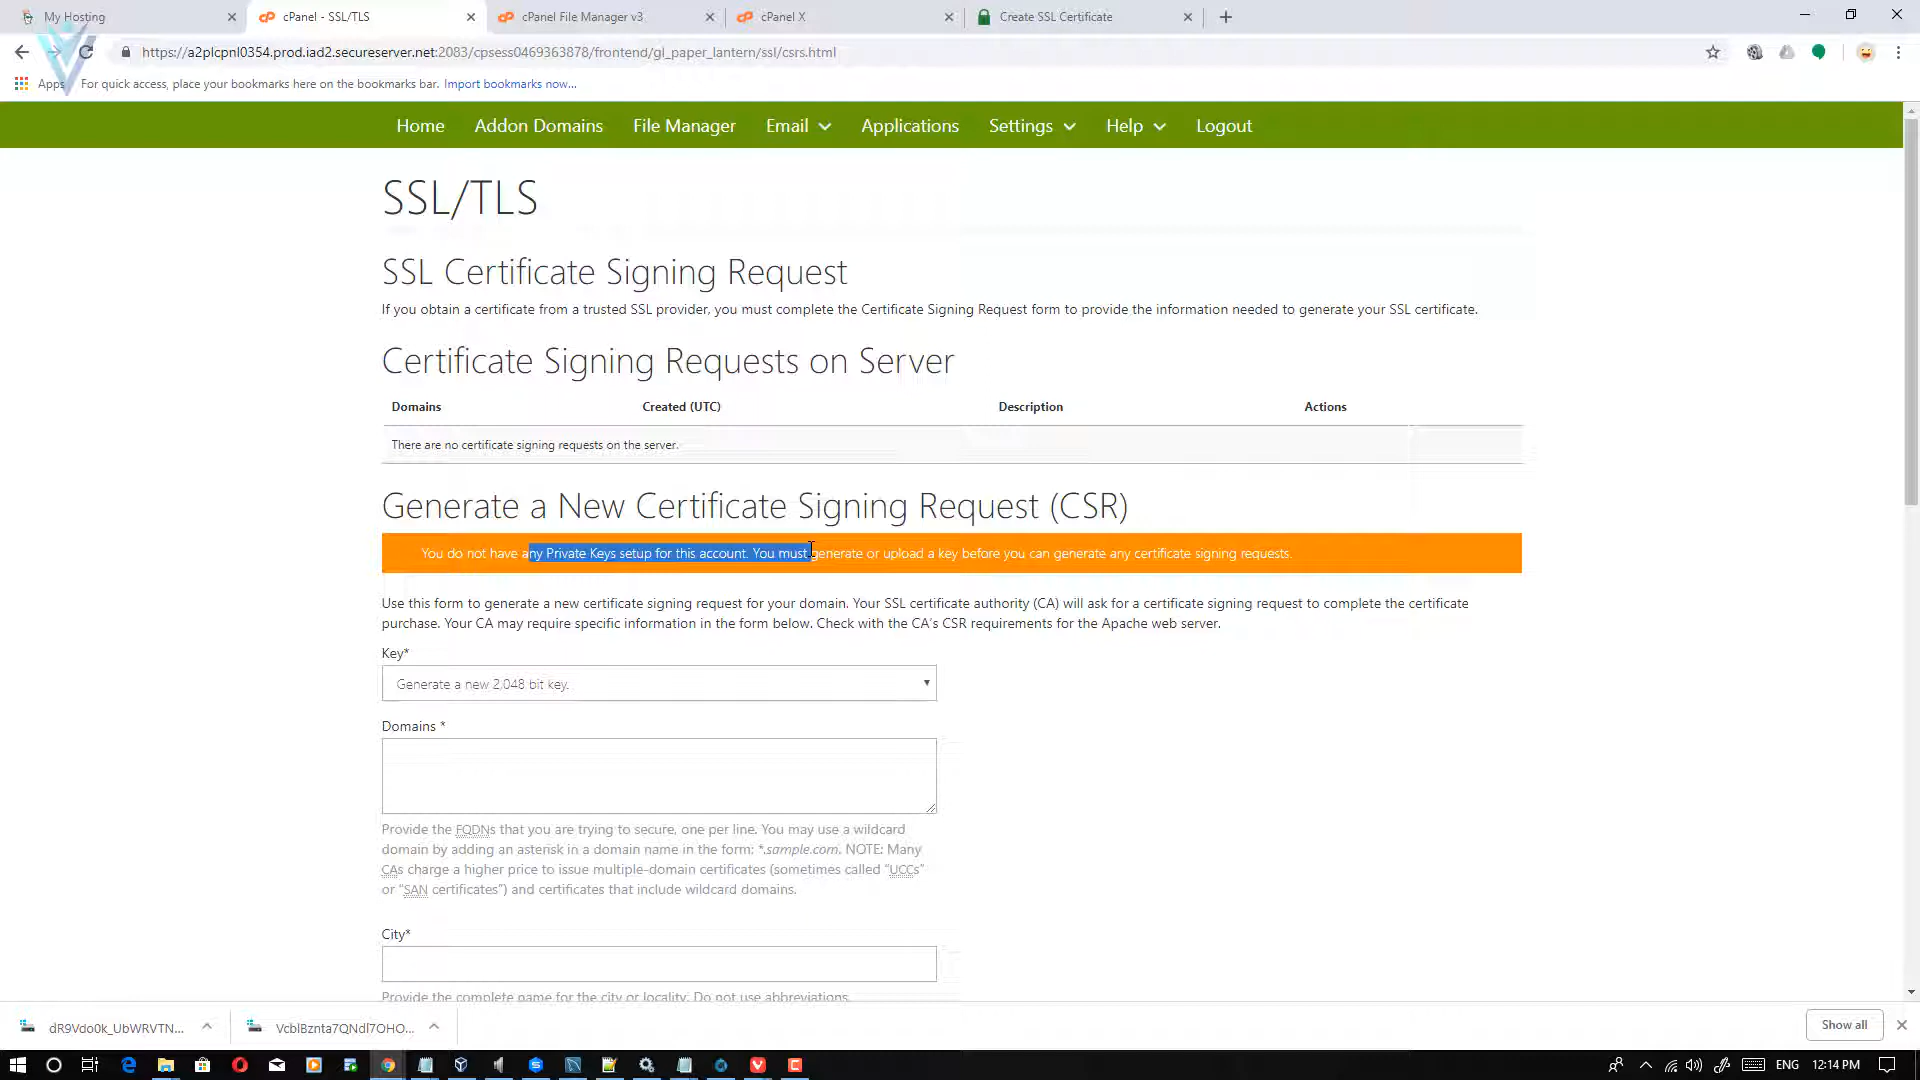 My Hosting
cPanel - SSL/TLS
cPanel File Manager v3
cPanel X
Create SSL Certificate
https://a2plcpnl0354.prod.iad2.secureserver.net:2083/cpsess0469363878/frontend/gl_paper_lantern/ssl/csrs.html
Apps
For quick access, place your bookmarks here on the bookmarks bar. Import bookmarks now...
Home
Addon Domains
File Manager
Email
Applications
Settings
Help
Logout
SSL/TLS
SSL Certificate Signing Request
If you obtain a certificate from a trusted SSL provider, you must complete the Certificate Signing Request form to provide the information needed to generate your SSL certificate.
Certificate Signing Requests on Server
Domains Created (UTC) Description Actions
There are no certificate signing requests on the server.
Generate a New Certificate Signing Request (CSR)
You do not have any Private Keys setup for this account. You must generate or upload a key before you can generate any certificate signing requests.
Use this form to generate a new certificate signing request for your domain. Your SSL certificate authority (CA) will ask for a certificate signing request to complete the certificate
purchase. Your CA may require specific information in the form below. Check with the CA's CSR requirements for the Apache web server.
Key*
Generate a new 2,048 bit key.
Domains *
Provide the FQDNs that you are trying to secure, one per line. You may use a wildcard
domain by adding an asterisk in a domain name in the form: *.sample.com. NOTE: Many
CAs charge a higher price to issue multiple-domain certificates (sometimes called “UCCs”
or “SAN certificates”) and certificates that include wildcard domains.
City*
Provide the complete name for the city or locality. Do not use abbreviations.
dR9Vdo0k_UbWRVTN...
VcblBznta7QNdl7OHO...
Show all
ENG
12:14 PM